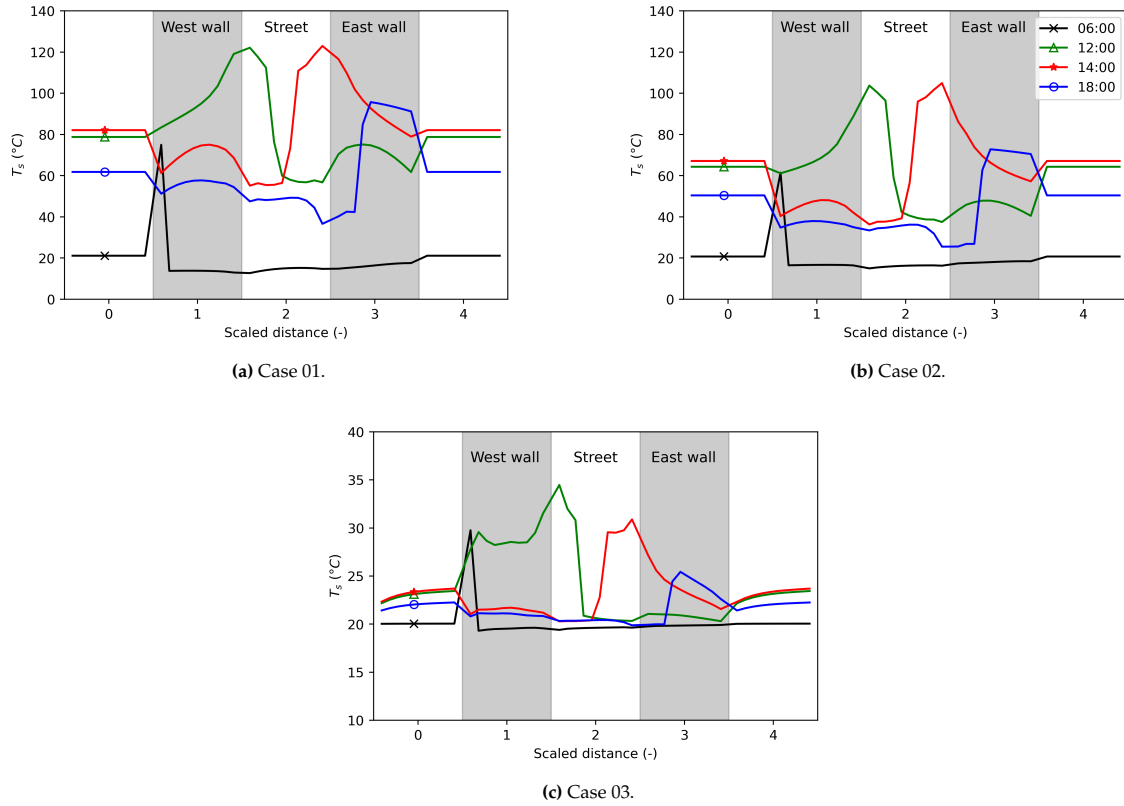 140
120
100
80
60
40
20
0
T_s (°C)
West wall Street East wall
0 1 2 3 4
Scaled distance (-)
(a) Case 01.
140
120
100
80
60
40
20
0
T_s (°C)
West wall Street East wall
06:00
12:00
14:00
18:00
0 1 2 3 4
Scaled distance (-)
(b) Case 02.
40
35
30
25
20
15
10
T_s (°C)
West wall Street East wall
0 1 2 3 4
Scaled distance (-)
(c) Case 03.